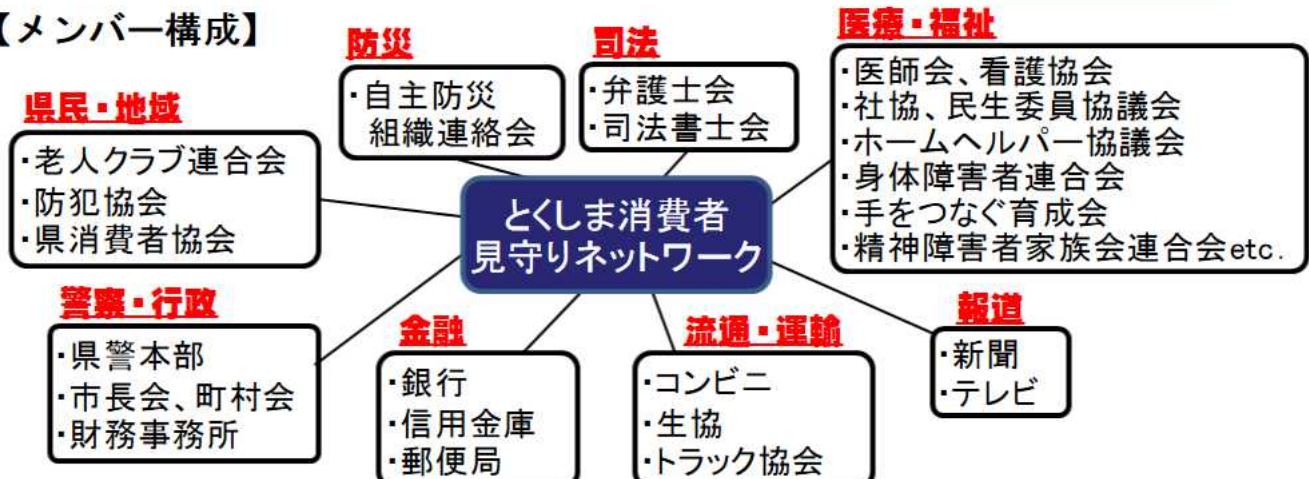 【メンバー構成】
防災
・自主防災
組織連絡会
司法
・弁護士会
・司法書士会
医療・福祉
・医師会、看護協会
・社協、民生委員協議会
・ホームヘルパー協議会
・身体障害者連合会
・手をつなぐ育成会
・精神障害者家族会連合会etc.
県民・地域
・老人クラブ連合会
・防犯協会
・県消費者協会
とくしま消費者
見守りネットワーク
警察・行政
・県警本部
・市長会、町村会
・財務事務所
金融
・銀行
・信用金庫
・郵便局
流通・運輸
・コンビニ
・生協
・トラック協会
報道
・新聞
・テレビ